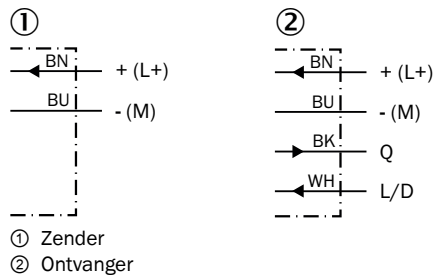 ① ②
BN + (L+) BN + (L+)
BU - (M) BU - (M)
BK Q
WH L/D
① Zender
② Ontvanger